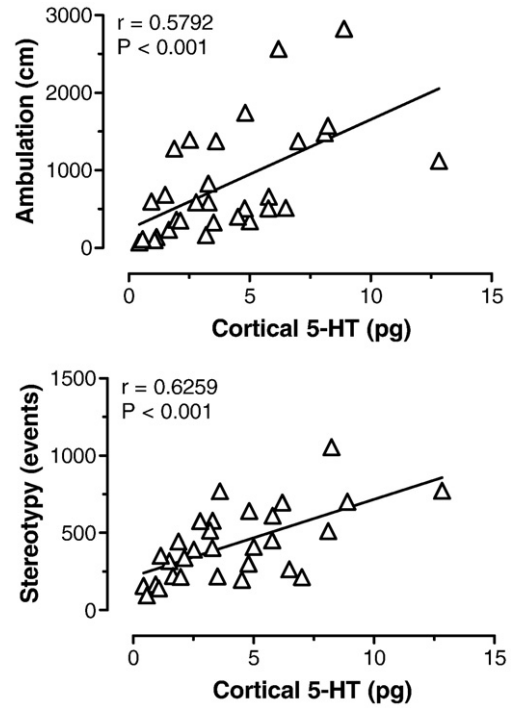 3000
r = 0.5792
P < 0.001
2000
1000
0
Ambulation (cm)
0 5 10 15
Cortical 5-HT (pg)
1500
r = 0.6259
P < 0.001
1000
500
0
Stereotypy (events)
0 5 10 15
Cortical 5-HT (pg)